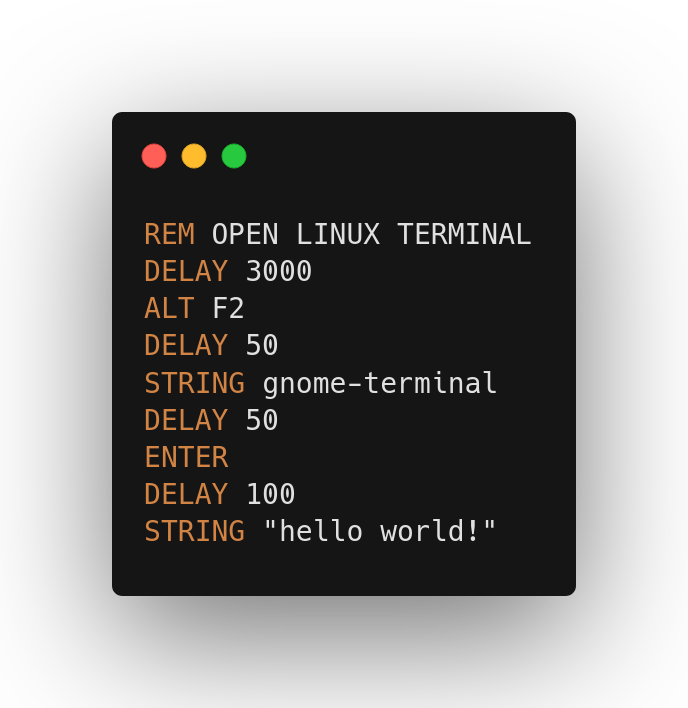 REM OPEN LINUX TERMINAL
DELAY 3000
ALT F2
DELAY 50
STRING gnome-terminal
DELAY 50
ENTER
DELAY 100
STRING "hello world!"